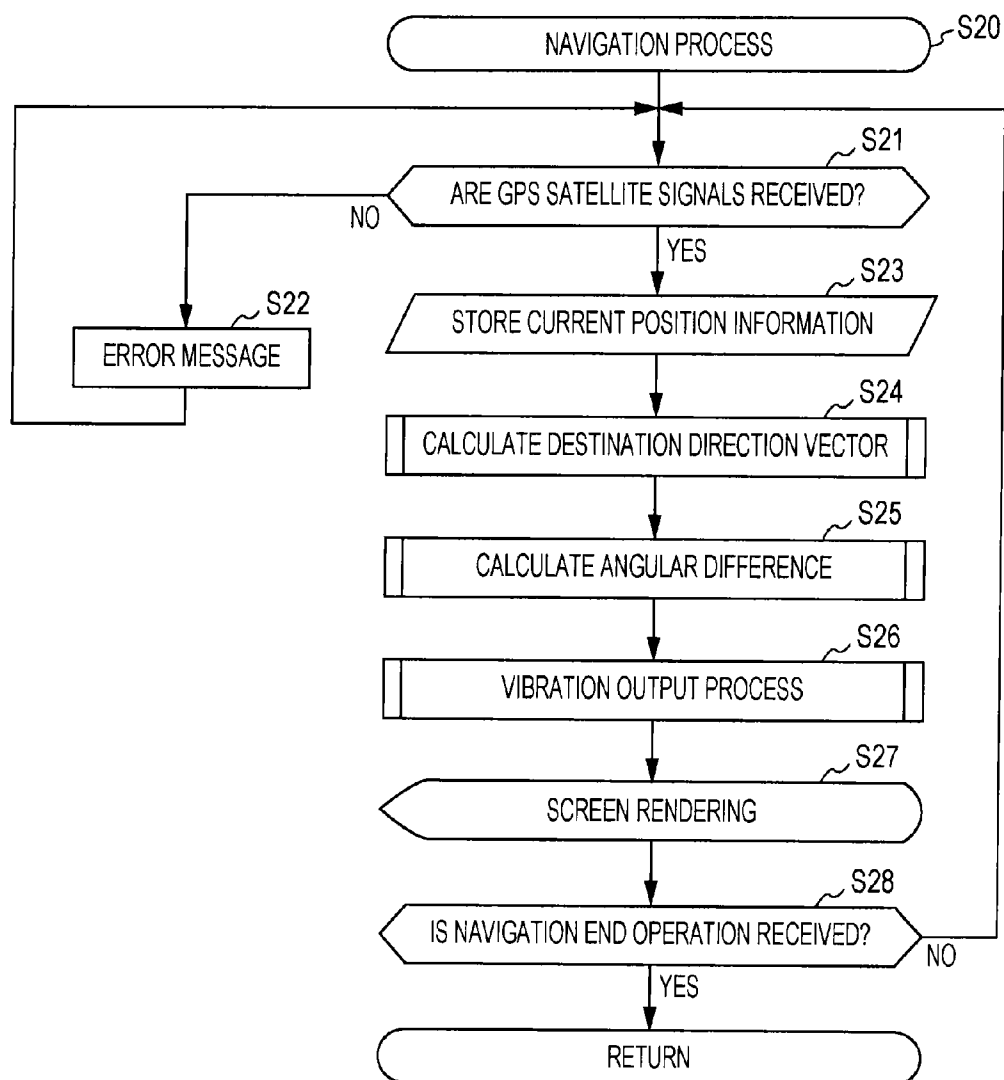 NAVIGATION PROCESS
S20
S21
ARE GPS SATELLITE SIGNALS RECEIVED?
NO
YES
S22
ERROR MESSAGE
S23
STORE CURRENT POSITION INFORMATION
S24
CALCULATE DESTINATION DIRECTION VECTOR
S25
CALCULATE ANGULAR DIFFERENCE
S26
VIBRATION OUTPUT PROCESS
S27
SCREEN RENDERING
S28
IS NAVIGATION END OPERATION RECEIVED?
NO
YES
RETURN